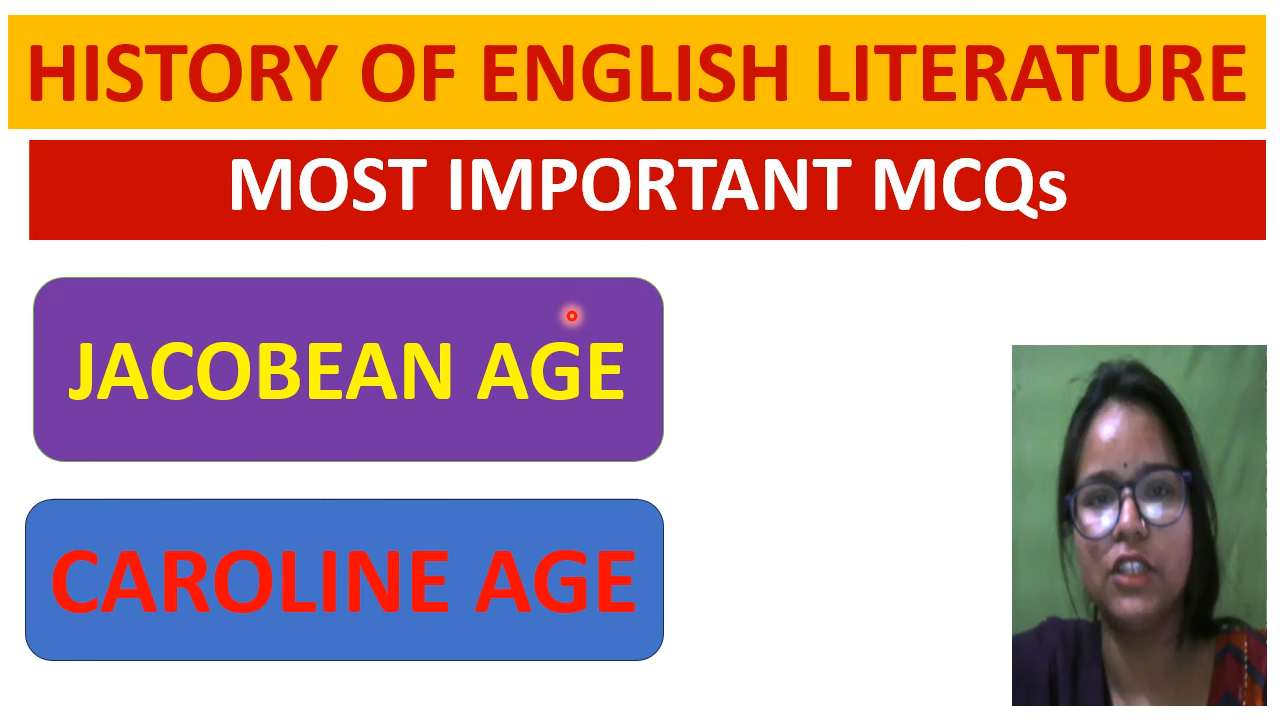 HISTORY OF ENGLISH LITERATURE
MOST IMPORTANT MCQs
JACOBEAN AGE
CAROLINE AGE